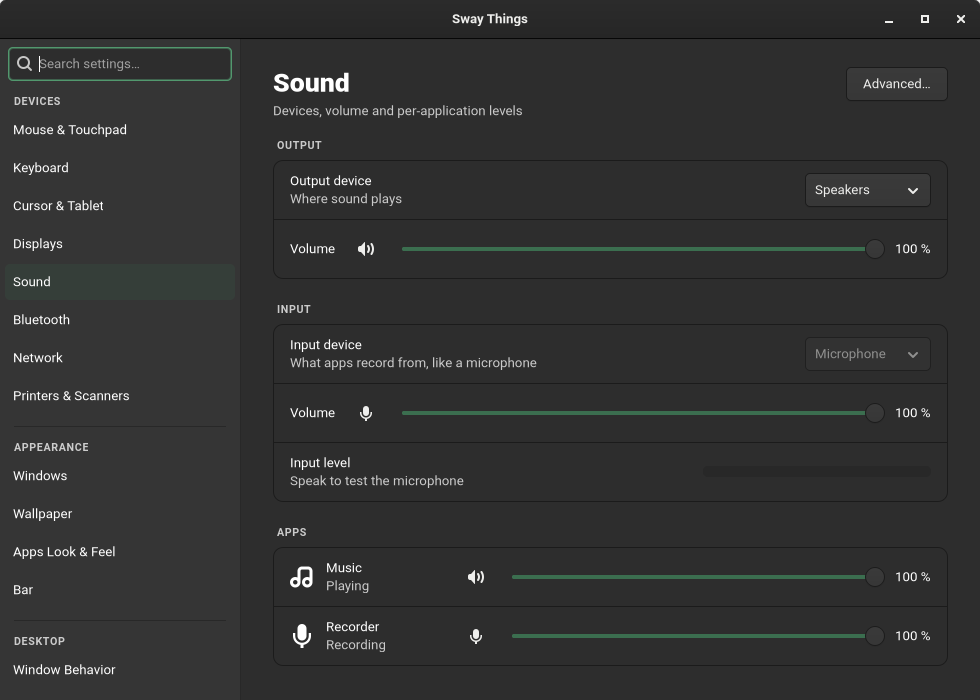 Sway Things
Search settings...
DEVICES
Mouse & Touchpad
Keyboard
Cursor & Tablet
Displays
Sound
Bluetooth
Network
Printers & Scanners
APPEARANCE
Windows
Wallpaper
Apps Look & Feel
Bar
DESKTOP
Window Behavior
Sound
Advanced...
Devices, volume and per-application levels
OUTPUT
Output device
Where sound plays
Speakers
Volume 100 %
INPUT
Input device
What apps record from, like a microphone
Microphone
Volume 100 %
Input level
Speak to test the microphone
APPS
Music
Playing
100 %
Recorder
Recording
100 %